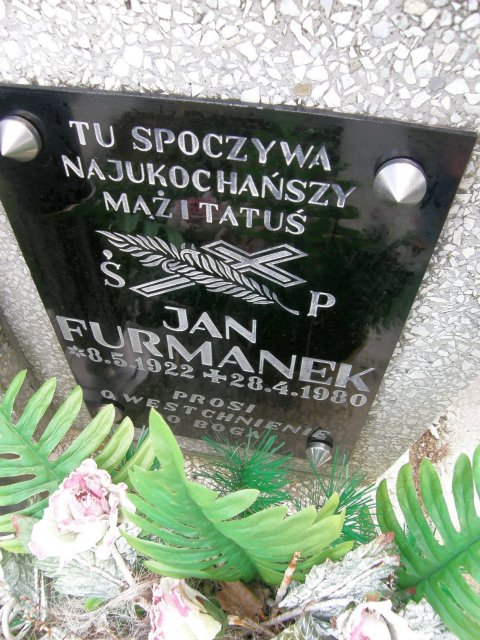 TU SPOCZYWA
NAJUKOCHAŃSZY
MĄŻ I TATUŚ
Ś P
JAN
FURMANEK
*8.5.1922 +28.4.1980
PROSI
O WESTCHNIENIE
DO BOGA